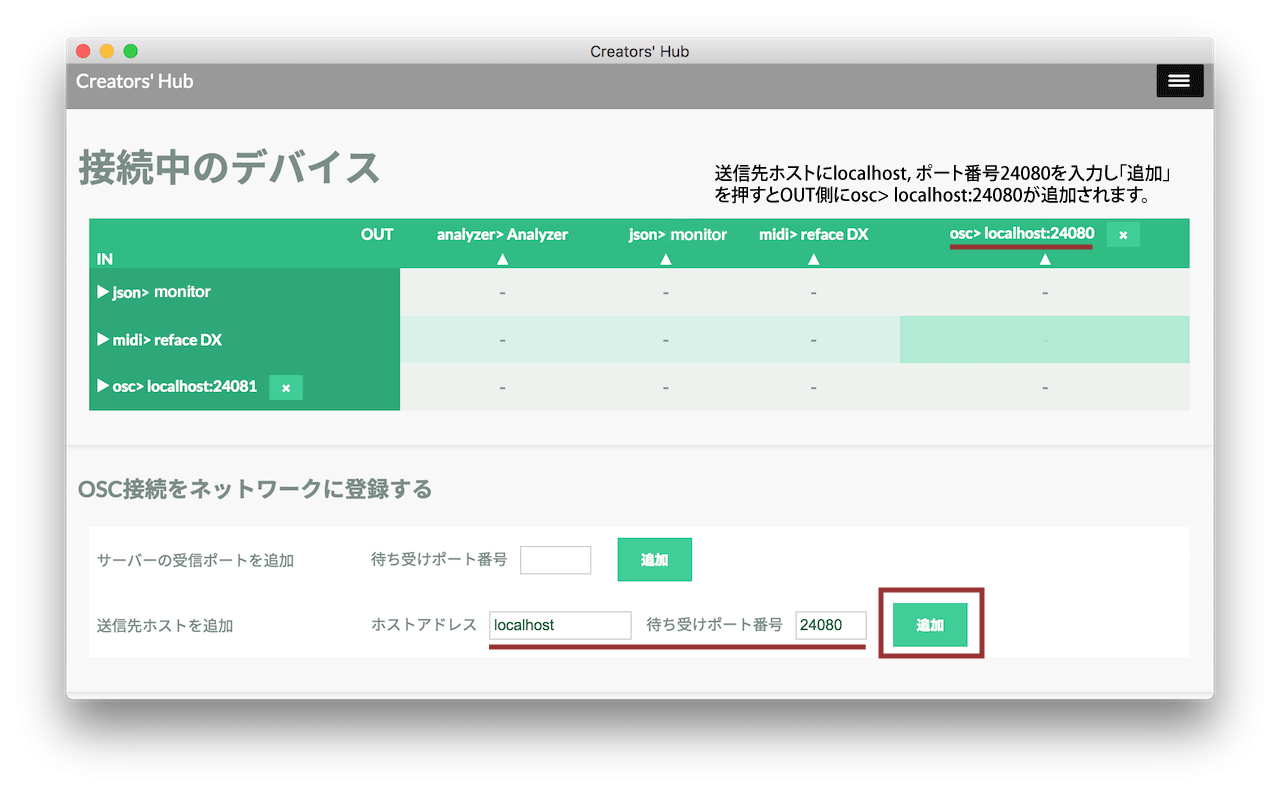 Creators' Hub
Creators' Hub
接続中のデバイス
送信先ホストにlocalhost, ポート番号24080を入力し「追加」
を押すとOUT側にosc> localhost:24080が追加されます。
OUT analyzer> Analyzer json> monitor midi> reface DX osc> localhost:24080 ×
IN ▲ ▲ ▲ ▲
▶ json> monitor - - - -
▶ midi> reface DX - - - -
▶ osc> localhost:24081 × - - - -
OSC接続をネットワークに登録する
サーバーの受信ポートを追加 待ち受けポート番号 追加
送信先ホストを追加 ホストアドレス localhost 待ち受けポート番号 24080 追加